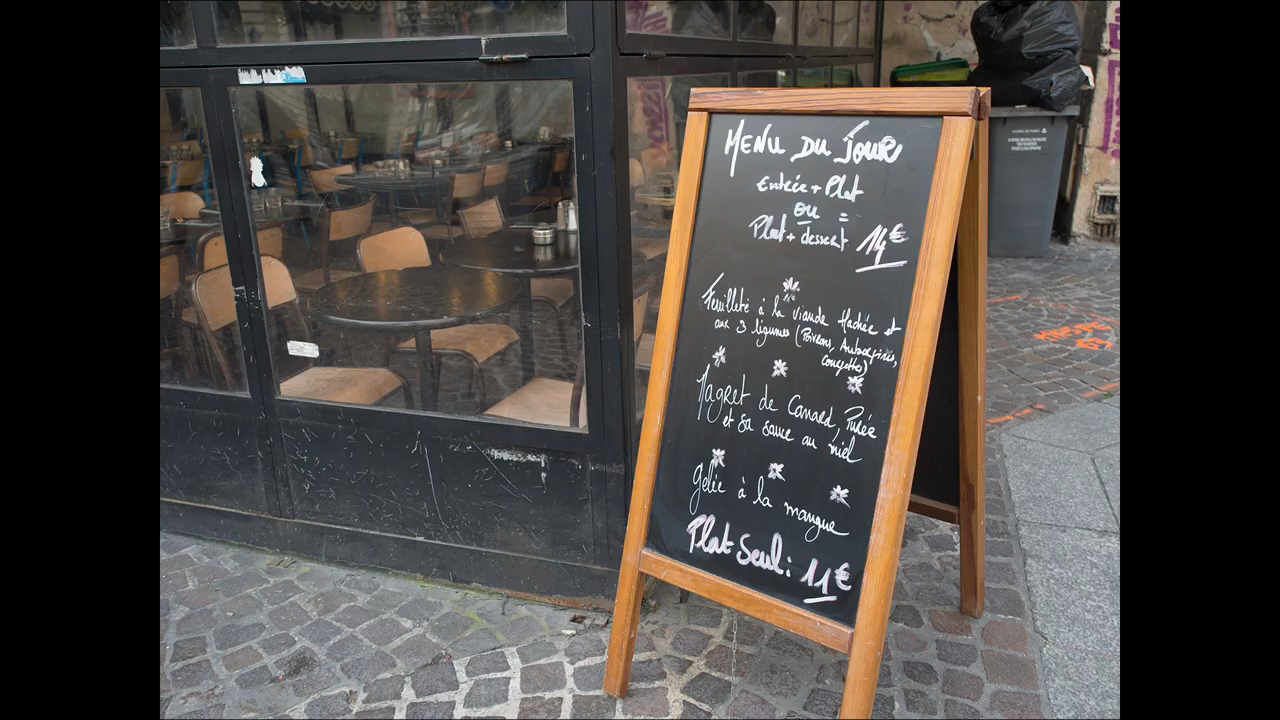 MENU DU JOUR
Entrée + Plat
ou =
Plat + dessert 14€
Feuilleté à la viande Hachée et
aux 3 légumes (Poivrons, Aubergines,
Courgettes)
Magret de Canard, Purée
et sa sauce au miel
Gelée à la mangue
Plat Seul : 11€